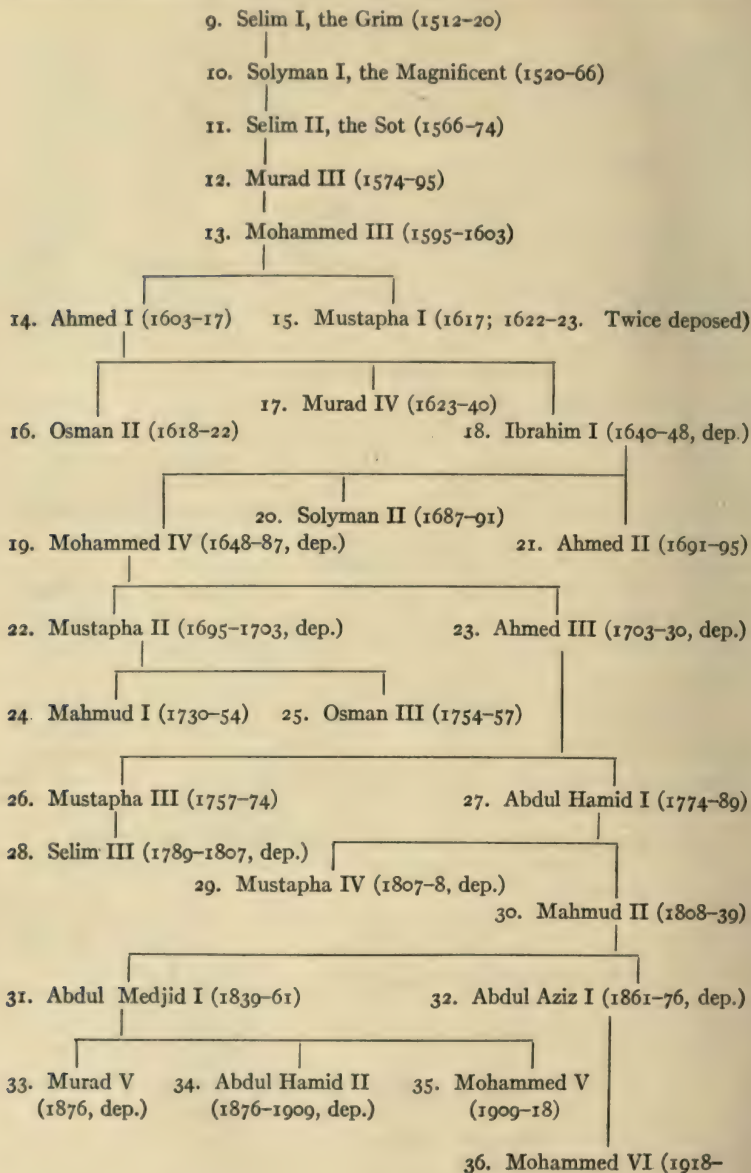 9. Selim I, the Grim (1512–20)
10. Solyman I, the Magnificent (1520–66)
11. Selim II, the Sot (1566–74)
12. Murad III (1574–95)
13. Mohammed III (1595–1603)
14. Ahmed I (1603–17) 15. Mustapha I (1617; 1622–23. Twice deposed)
17. Murad IV (1623–40)
16. Osman II (1618–22) 18. Ibrahim I (1640–48, dep.)
20. Solyman II (1687–91)
19. Mohammed IV (1648–87, dep.) 21. Ahmed II (1691–95)
22. Mustapha II (1695–1703, dep.) 23. Ahmed III (1703–30, dep.)
24. Mahmud I (1730–54) 25. Osman III (1754–57)
26. Mustapha III (1757–74) 27. Abdul Hamid I (1774–89)
28. Selim III (1789–1807, dep.)
29. Mustapha IV (1807–8, dep.)
30. Mahmud II (1808–39)
31. Abdul Medjid I (1839–61) 32. Abdul Aziz I (1861–76, dep.)
33. Murad V 34. Abdul Hamid II 35. Mohammed V
(1876, dep.) (1876–1909, dep.) (1909–18)
36. Mohammed VI (1918–